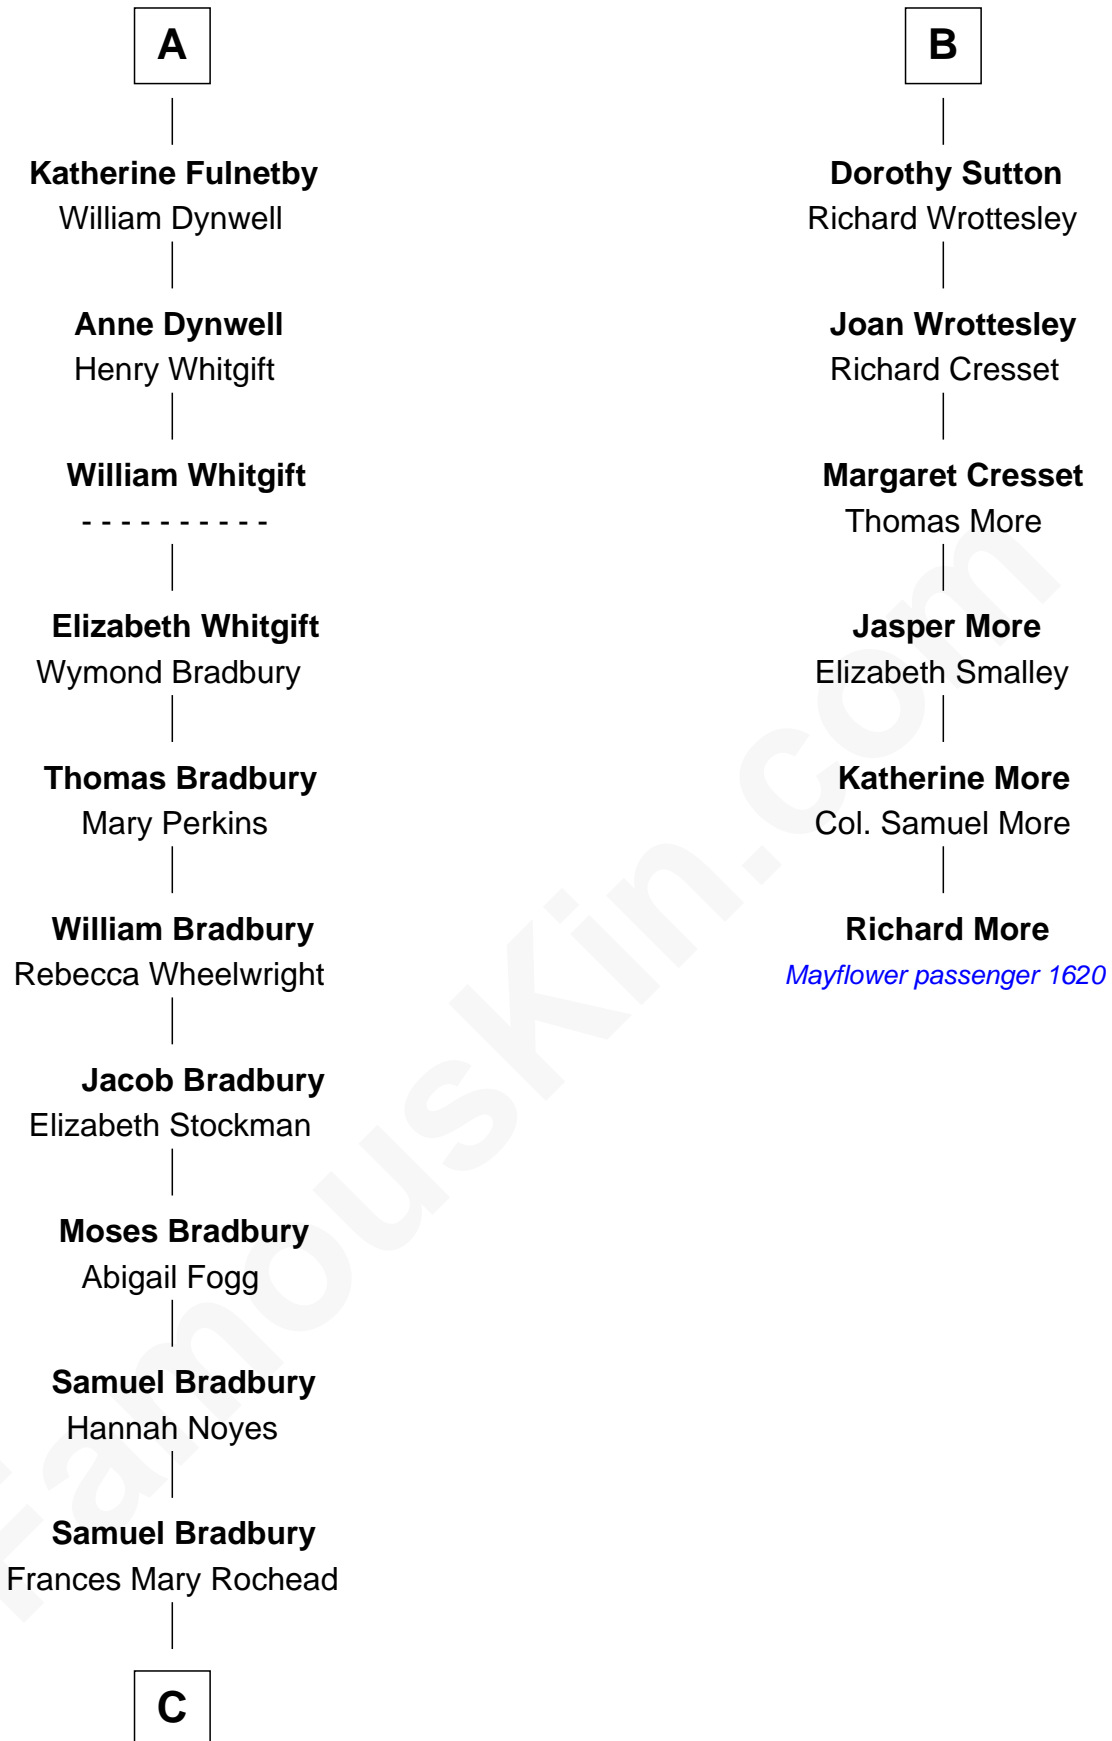 A
Katherine Fulnetby
William Dynwell
Anne Dynwell
Henry Whitgift
William Whitgift
- - - - - - - - - -
Elizabeth Whitgift
Wymond Bradbury
Thomas Bradbury
Mary Perkins
William Bradbury
Rebecca Wheelwright
Jacob Bradbury
Elizabeth Stockman
Moses Bradbury
Abigail Fogg
Samuel Bradbury
Hannah Noyes
Samuel Bradbury
Frances Mary Rochead
C
B
Dorothy Sutton
Richard Wrottesley
Joan Wrottesley
Richard Cresset
Margaret Cresset
Thomas More
Jasper More
Elizabeth Smalley
Katherine More
Col. Samuel More
Richard More
Mayflower passenger 1620
FamousKin.com